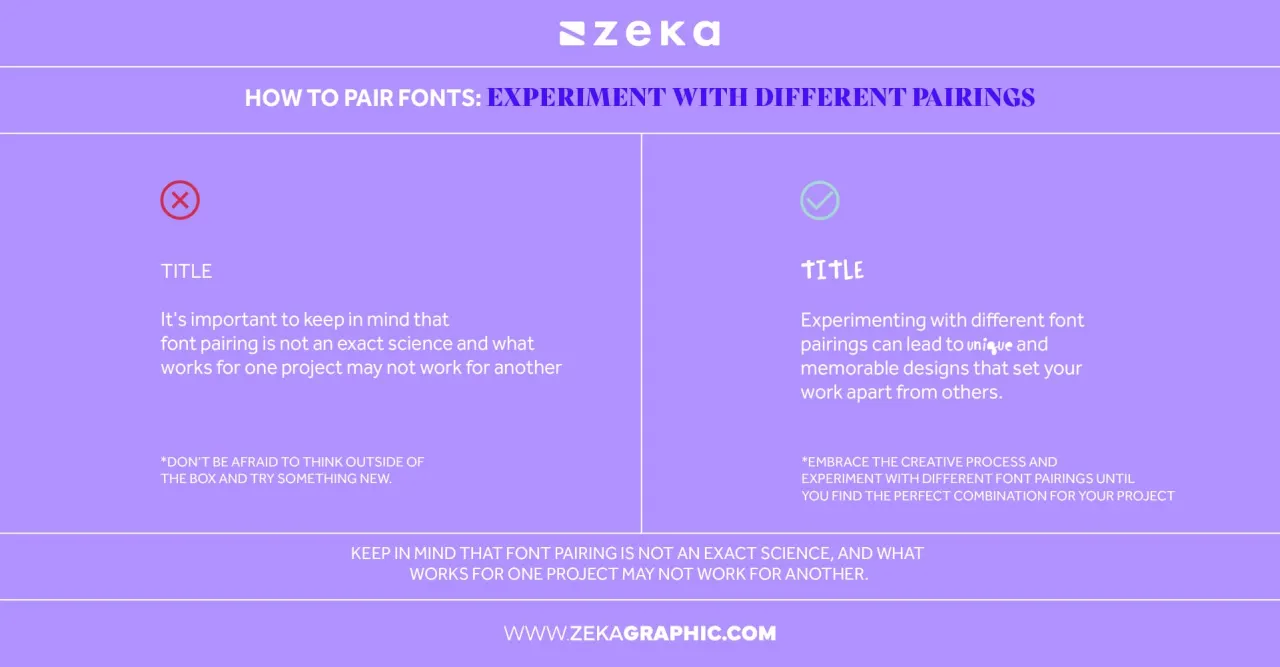 zeka
HOW TO PAIR FONTS: EXPERIMENT WITH DIFFERENT PAIRINGS
TITLE
It's important to keep in mind that
font pairing is not an exact science and what
works for one project may not work for another
*DON'T BE AFRAID TO THINK OUTSIDE OF
THE BOX AND TRY SOMETHING NEW.
TITLE
Experimenting with different font
pairings can lead to unique and
memorable designs that set your
work apart from others.
*EMBRACE THE CREATIVE PROCESS AND
EXPERIMENT WITH DIFFERENT FONT PAIRINGS UNTIL
YOU FIND THE PERFECT COMBINATION FOR YOUR PROJECT
KEEP IN MIND THAT FONT PAIRING IS NOT AN EXACT SCIENCE, AND WHAT
WORKS FOR ONE PROJECT MAY NOT WORK FOR ANOTHER.
WWW.ZEKAGRAPHIC.COM